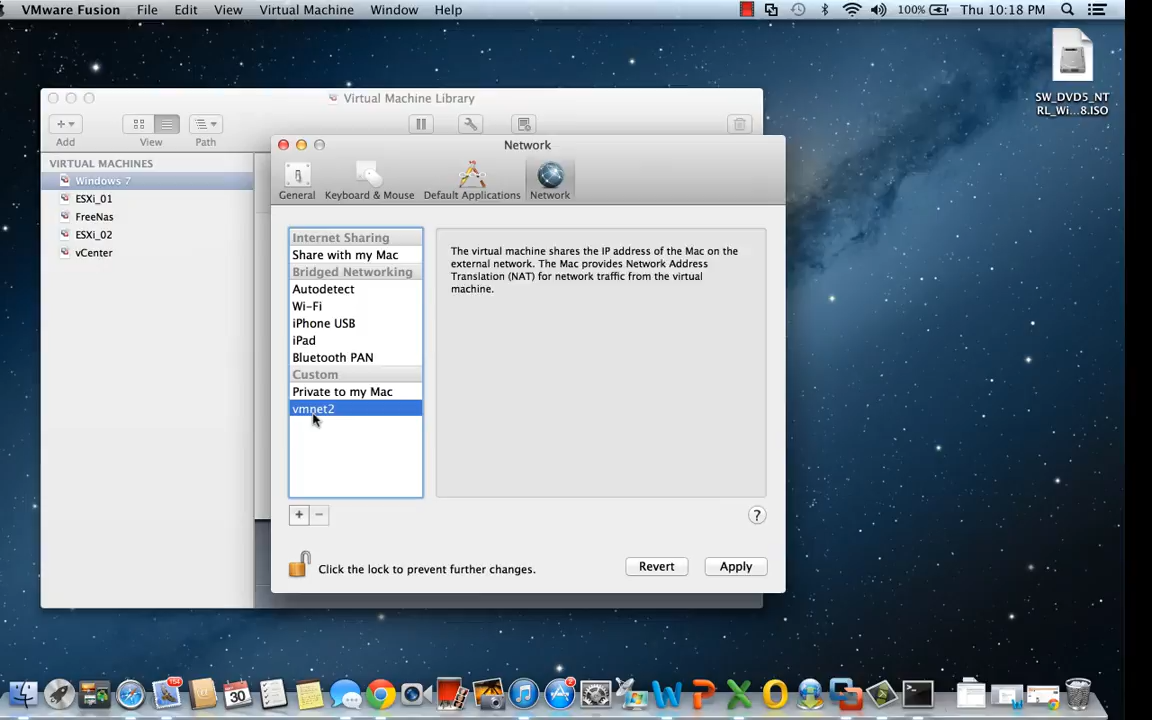 VMware Fusion File Edit View Virtual Machine Window Help 100% Thu 10:18 PM
SW_DVD5_NT
RL_Wi...8.ISO
Virtual Machine Library
Add View Path
VIRTUAL MACHINES
Windows 7
ESXi_01
FreeNas
ESXi_02
vCenter
Network
General Keyboard & Mouse Default Applications Network
Internet Sharing
Share with my Mac
Bridged Networking
Autodetect
Wi-Fi
iPhone USB
iPad
Bluetooth PAN
Custom
Private to my Mac
vmnet2
The virtual machine shares the IP address of the Mac on the
external network. The Mac provides Network Address
Translation (NAT) for network traffic from the virtual
machine.
+ − ?
Click the lock to prevent further changes.
Revert Apply
30